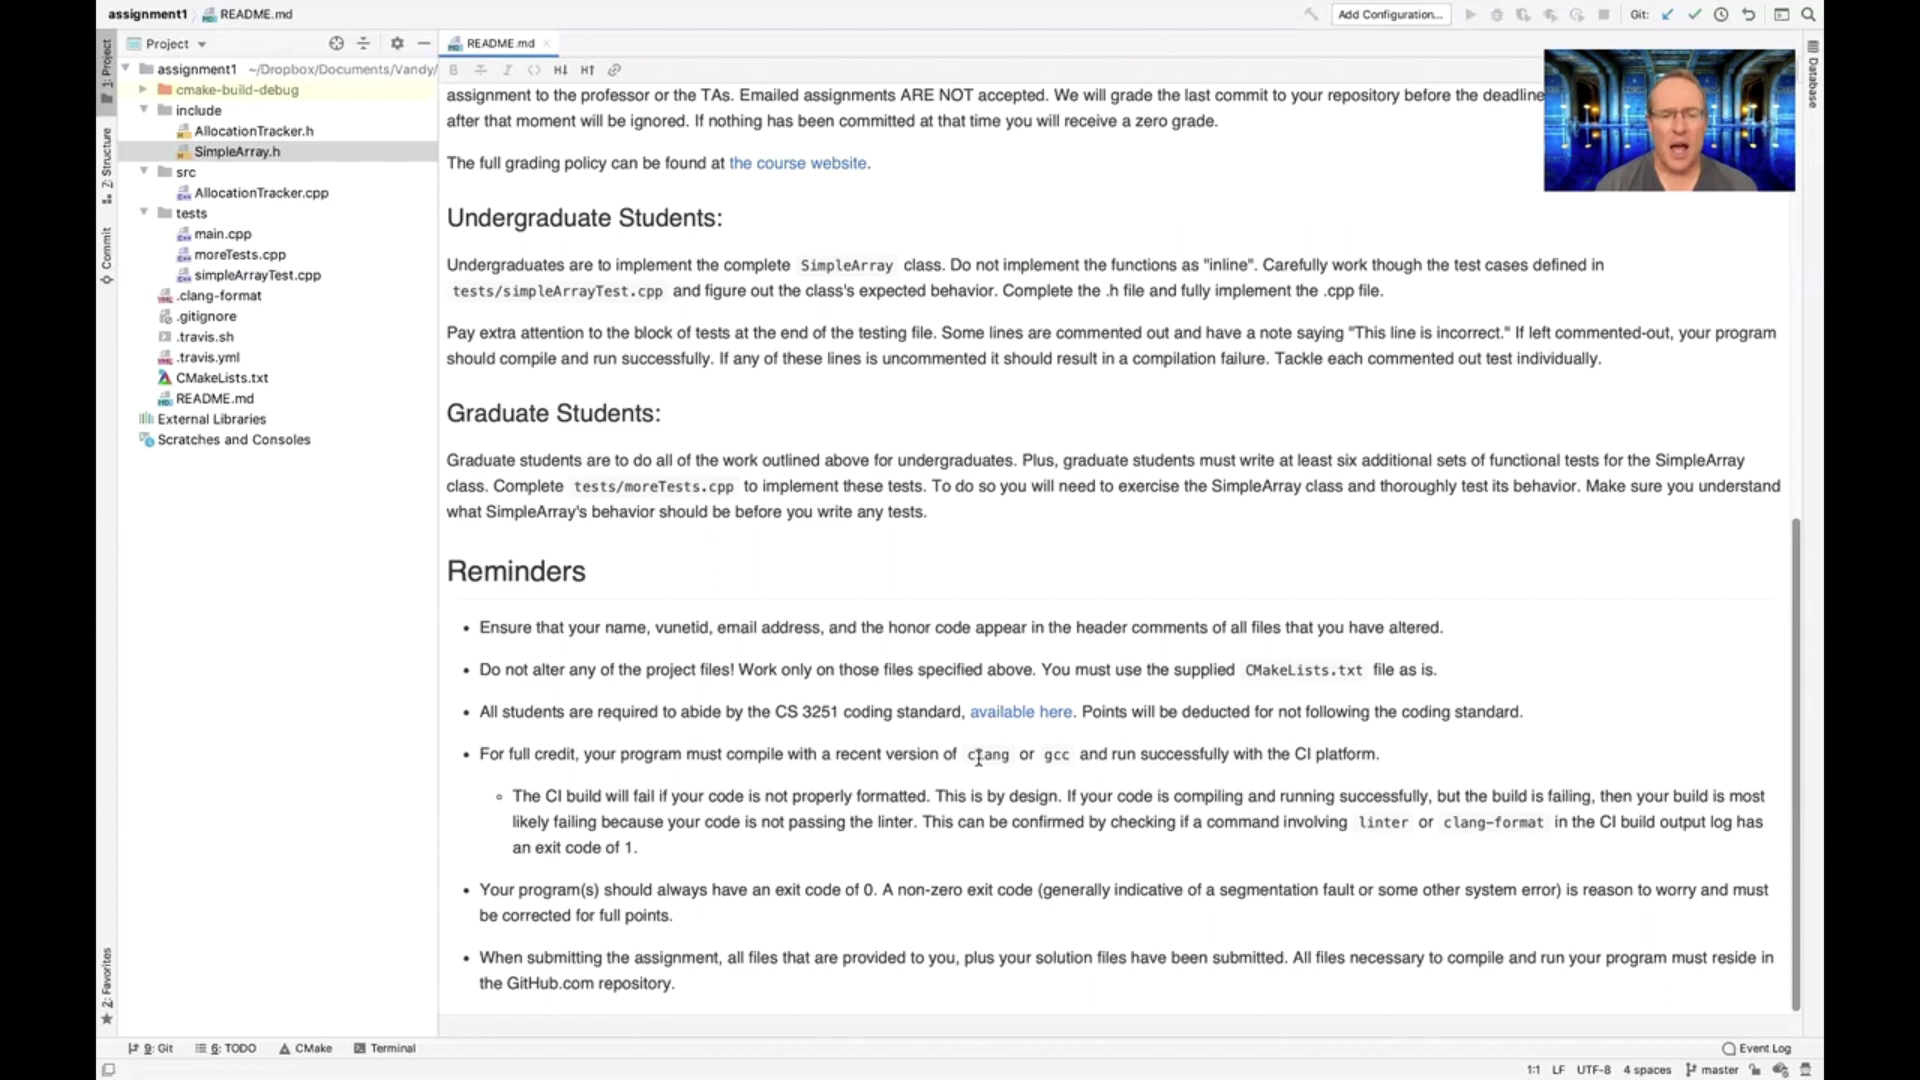 assignment1 README.md
Add Configuration...
Git:
Project
README.md
1: Project
Z: Structure
Commit
2: Favorites
Database
assignment1 ~/Dropbox/Documents/Vandy/
cmake-build-debug
include
AllocationTracker.h
SimpleArray.h
src
AllocationTracker.cpp
tests
main.cpp
moreTests.cpp
simpleArrayTest.cpp
.clang-format
.gitignore
.travis.sh
.travis.yml
CMakeLists.txt
README.md
External Libraries
Scratches and Consoles
assignment to the professor or the TAs. Emailed assignments ARE NOT accepted. We will grade the last commit to your repository before the deadline
after that moment will be ignored. If nothing has been committed at that time you will receive a zero grade.
The full grading policy can be found at the course website.
Undergraduate Students:
Undergraduates are to implement the complete SimpleArray class. Do not implement the functions as "inline". Carefully work though the test cases defined in
tests/simpleArrayTest.cpp and figure out the class's expected behavior. Complete the .h file and fully implement the .cpp file.
Pay extra attention to the block of tests at the end of the testing file. Some lines are commented out and have a note saying "This line is incorrect." If left commented-out, your program
should compile and run successfully. If any of these lines is uncommented it should result in a compilation failure. Tackle each commented out test individually.
Graduate Students:
Graduate students are to do all of the work outlined above for undergraduates. Plus, graduate students must write at least six additional sets of functional tests for the SimpleArray
class. Complete tests/moreTests.cpp to implement these tests. To do so you will need to exercise the SimpleArray class and thoroughly test its behavior. Make sure you understand
what SimpleArray's behavior should be before you write any tests.
Reminders
• Ensure that your name, vunetid, email address, and the honor code appear in the header comments of all files that you have altered.
• Do not alter any of the project files! Work only on those files specified above. You must use the supplied CMakeLists.txt file as is.
• All students are required to abide by the CS 3251 coding standard, available here. Points will be deducted for not following the coding standard.
• For full credit, your program must compile with a recent version of clang or gcc and run successfully with the CI platform.
◦ The CI build will fail if your code is not properly formatted. This is by design. If your code is compiling and running successfully, but the build is failing, then your build is most
likely failing because your code is not passing the linter. This can be confirmed by checking if a command involving linter or clang-format in the CI build output log has
an exit code of 1.
• Your program(s) should always have an exit code of 0. A non-zero exit code (generally indicative of a segmentation fault or some other system error) is reason to worry and must
be corrected for full points.
• When submitting the assignment, all files that are provided to you, plus your solution files have been submitted. All files necessary to compile and run your program must reside in
the GitHub.com repository.
9: Git 6: TODO CMake Terminal
Event Log
1:1 LF UTF-8 4 spaces master